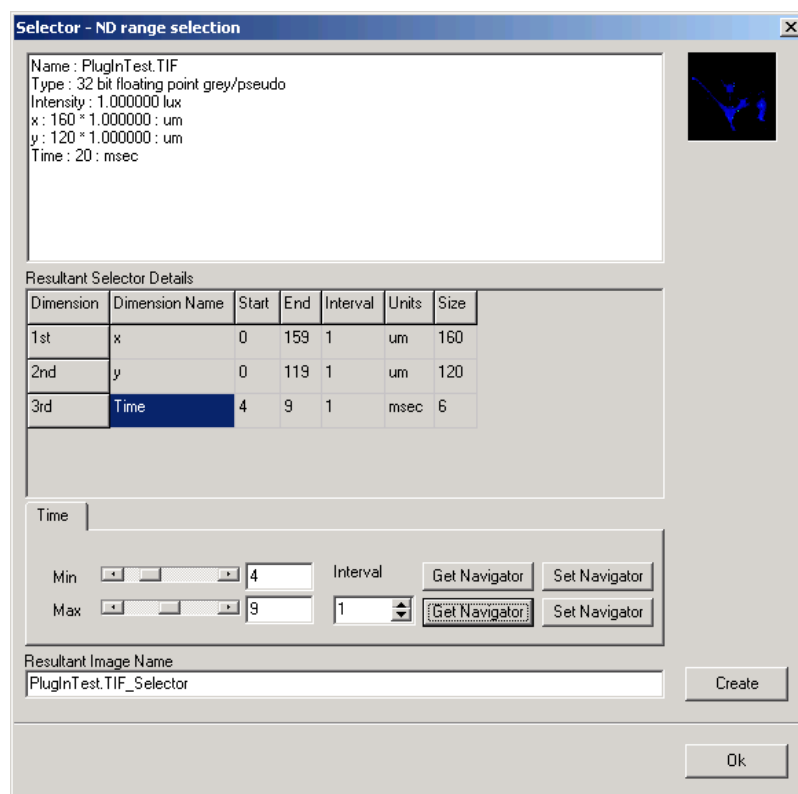 Selector - ND range selection
Name : PlugInTest.TIF
Type : 32 bit floating point grey/pseudo
Intensity : 1.000000 lux
x : 160 * 1.000000 : um
y : 120 * 1.000000 : um
Time : 20 : msec
Resultant Selector Details
Dimension Dimension Name Start End Interval Units Size
1st x 0 159 1 um 160
2nd y 0 119 1 um 120
3rd Time 4 9 1 msec 6
Time
Min 4 Interval Get Navigator Set Navigator
Max 9 1 Get Navigator Set Navigator
Resultant Image Name
PlugInTest.TIF_Selector Create
Ok